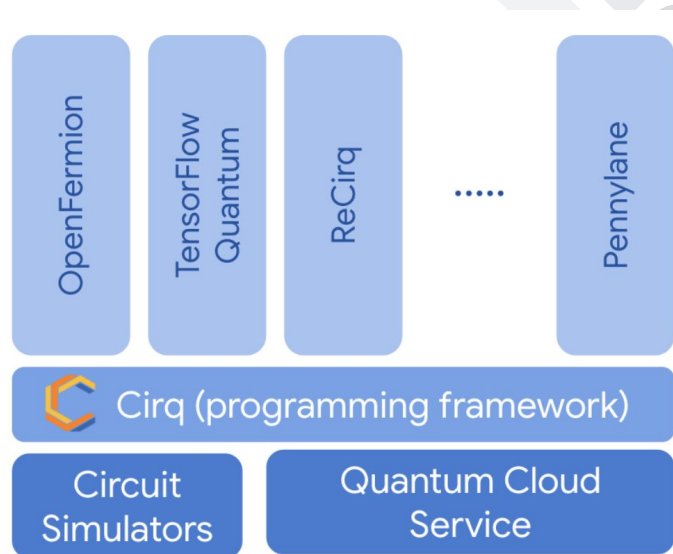 OpenFermion
TensorFlow
Quantum
ReCirq
.....
Pennylane
Cirq (programming framework)
Circuit
Simulators
Quantum Cloud
Service